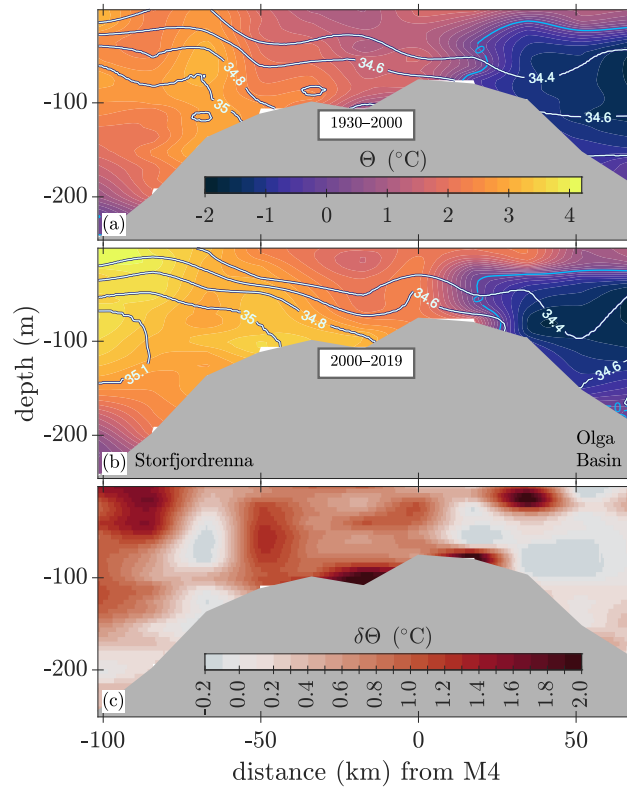 34.6
34.4
34.8
35
34.6
-100
1930–2000
Θ (°C)
-2 -1 0 1 2 3 4
-200
(a)
34.6
34.8
34.4
35
-100
2000–2019
35.1
34.6
depth (m)
-200
(b) Storfjordrenna
Olga
Basin
-100
δΘ (°C)
-200
-0.2 0.0 0.2 0.4 0.6 0.8 1.0 1.2 1.4 1.6 1.8 2.0
(c)
-100 -50 0 50
distance (km) from M4